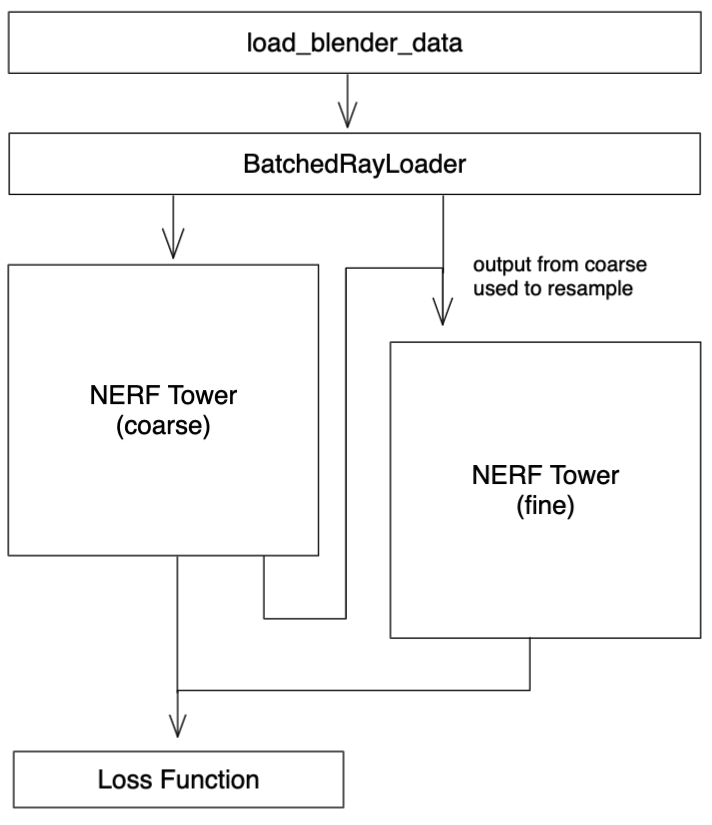 load_blender_data
BatchedRayLoader
output from coarse
used to resample
NERF Tower
(coarse)
NERF Tower
(fine)
Loss Function